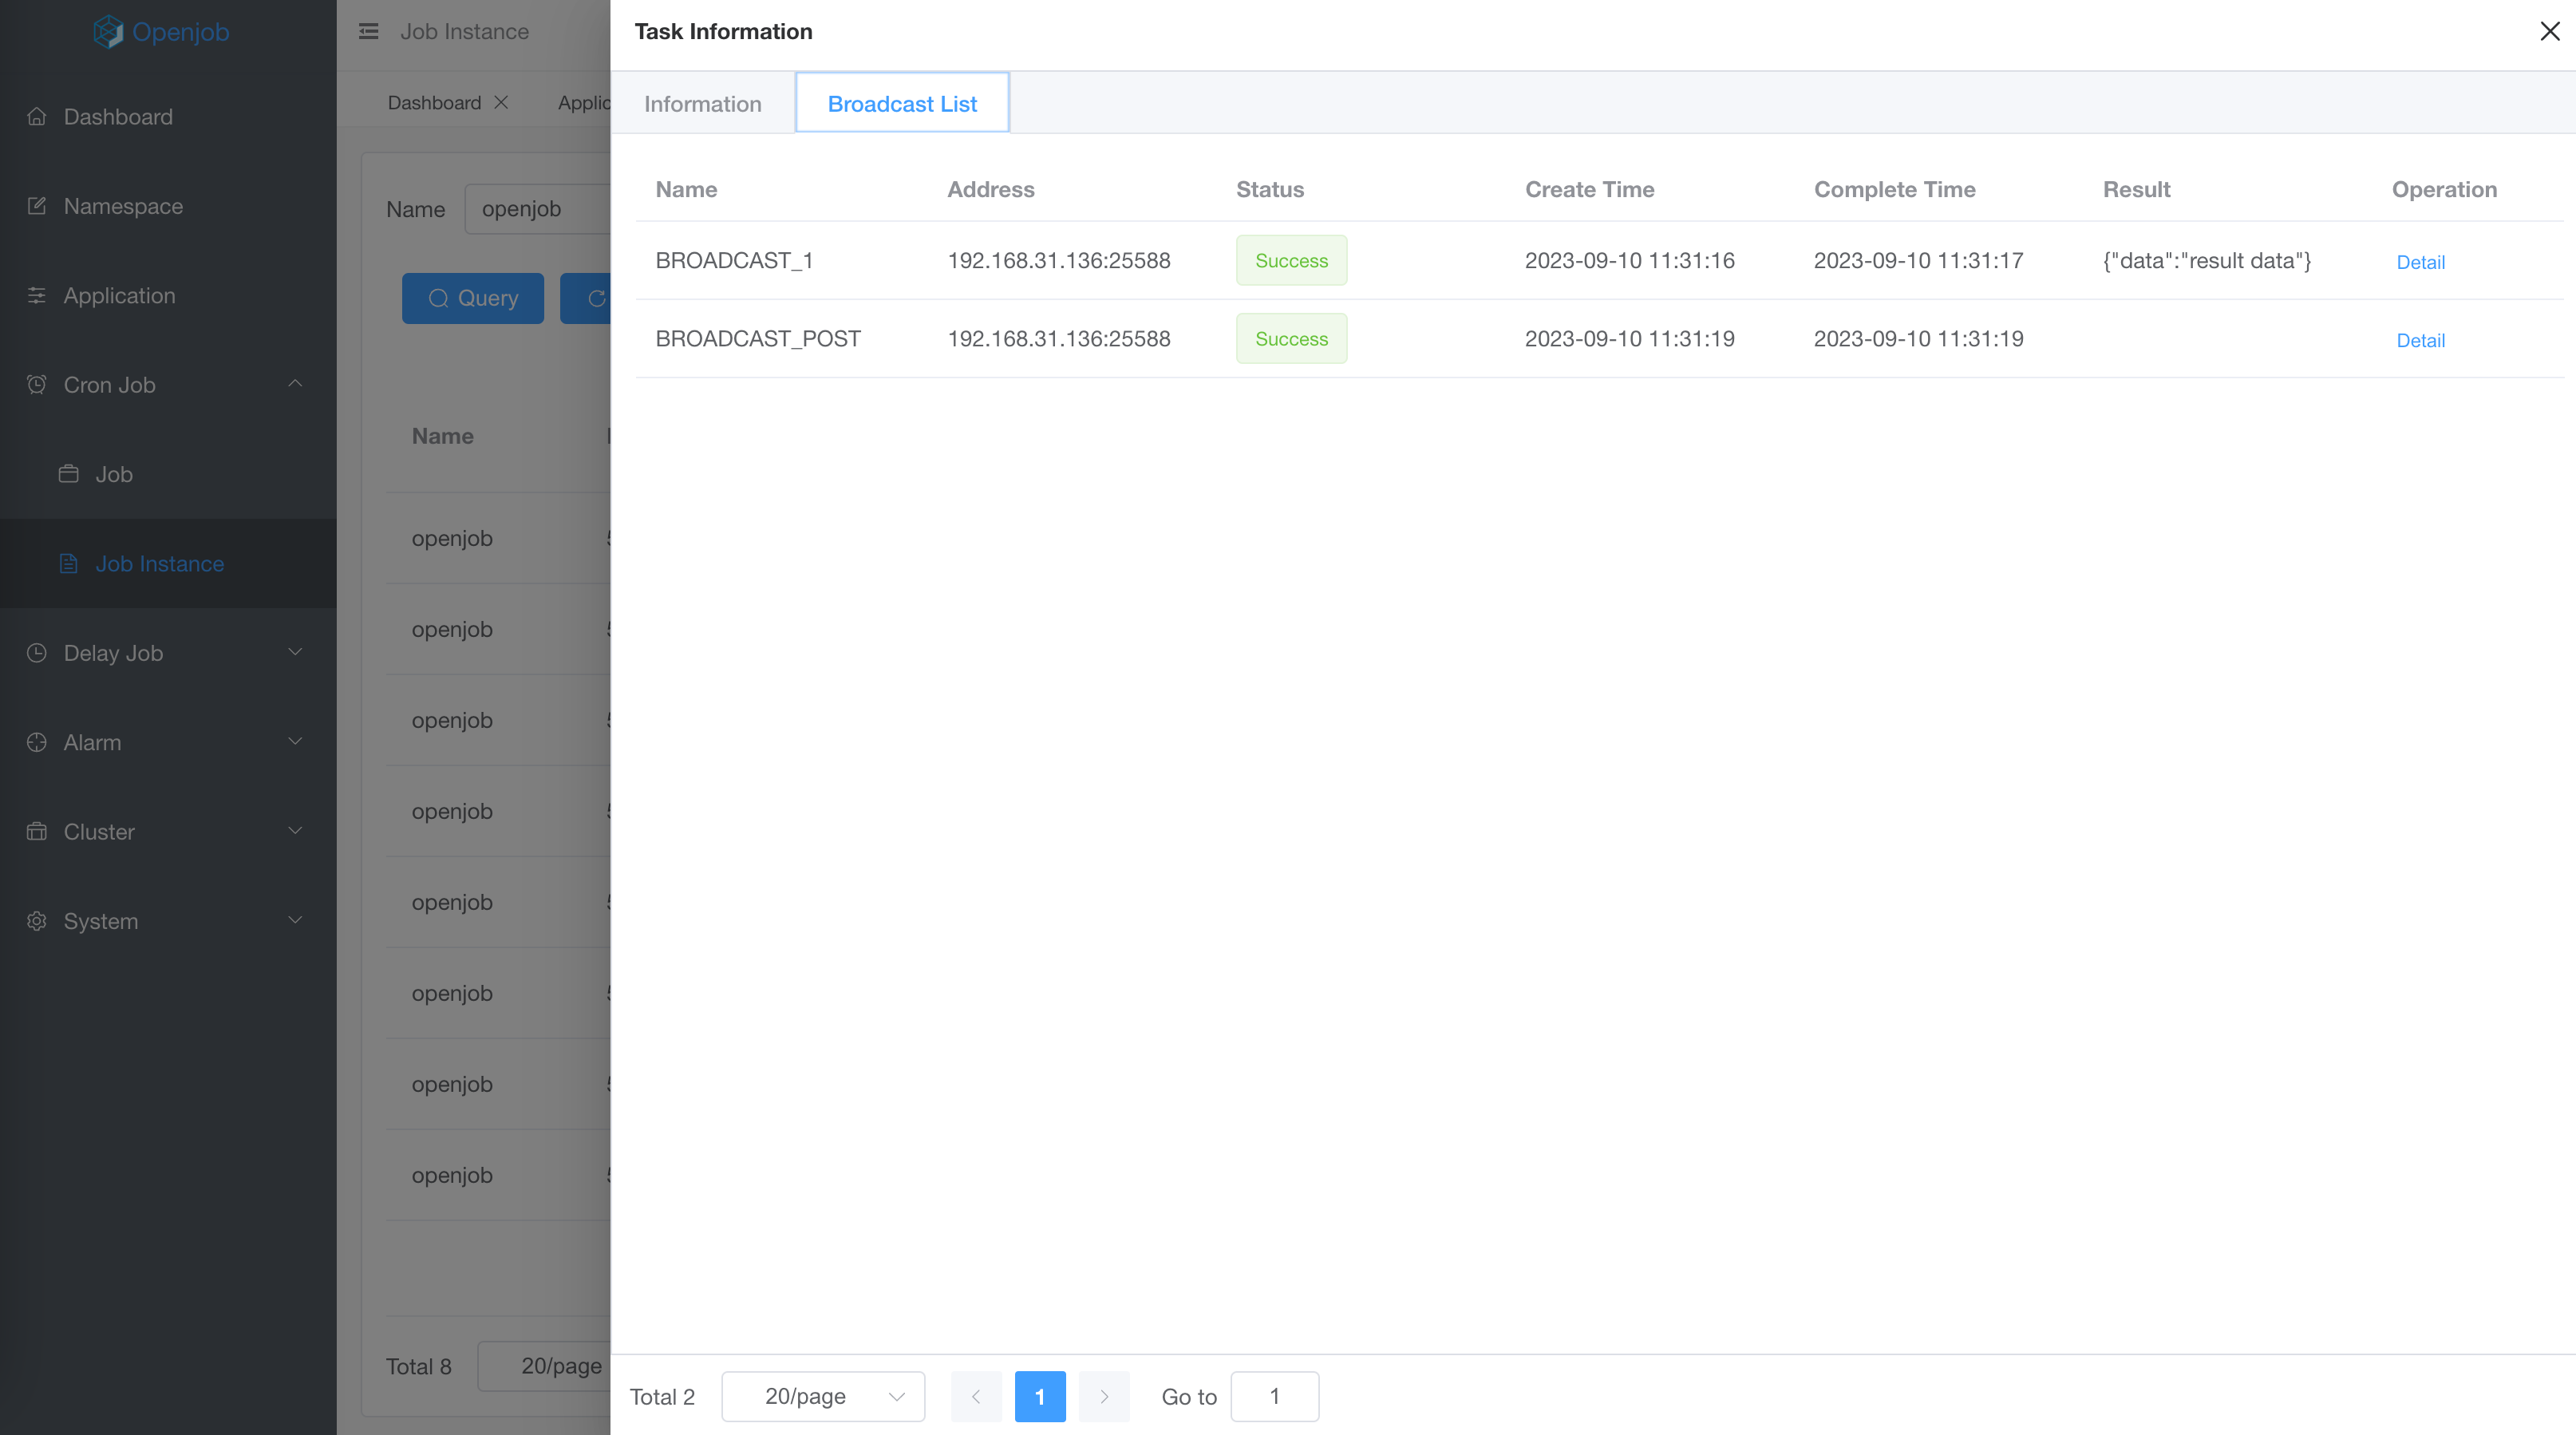 Openjob
Dashboard
Namespace
Application
Cron Job
Job
Job Instance
Delay Job
Alarm
Cluster
System
Job Instance
Dashboard
Name openjob
Query
Name
openjob
openjob
openjob
openjob
openjob
openjob
openjob
openjob
Total 8 20/page
Task Information
Information Broadcast List
Name Address Status Create Time Complete Time Result Operation
BROADCAST_1 192.168.31.136:25588 Success 2023-09-10 11:31:16 2023-09-10 11:31:17 {"data":"result data"} Detail
BROADCAST_POST 192.168.31.136:25588 Success 2023-09-10 11:31:19 2023-09-10 11:31:19 Detail
Total 2 20/page 1 Go to 1